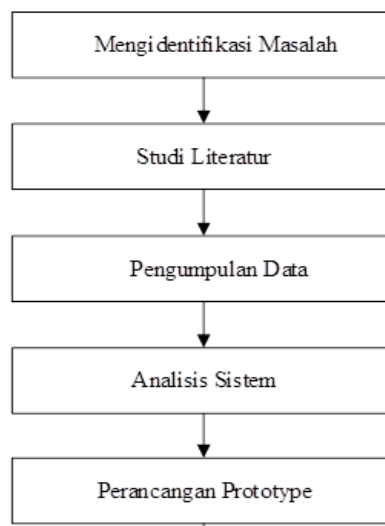 Mengidentifikasi Masalah
Studi Literatur
Pengumpulan Data
Analisis Sistem
Perancangan Prototype